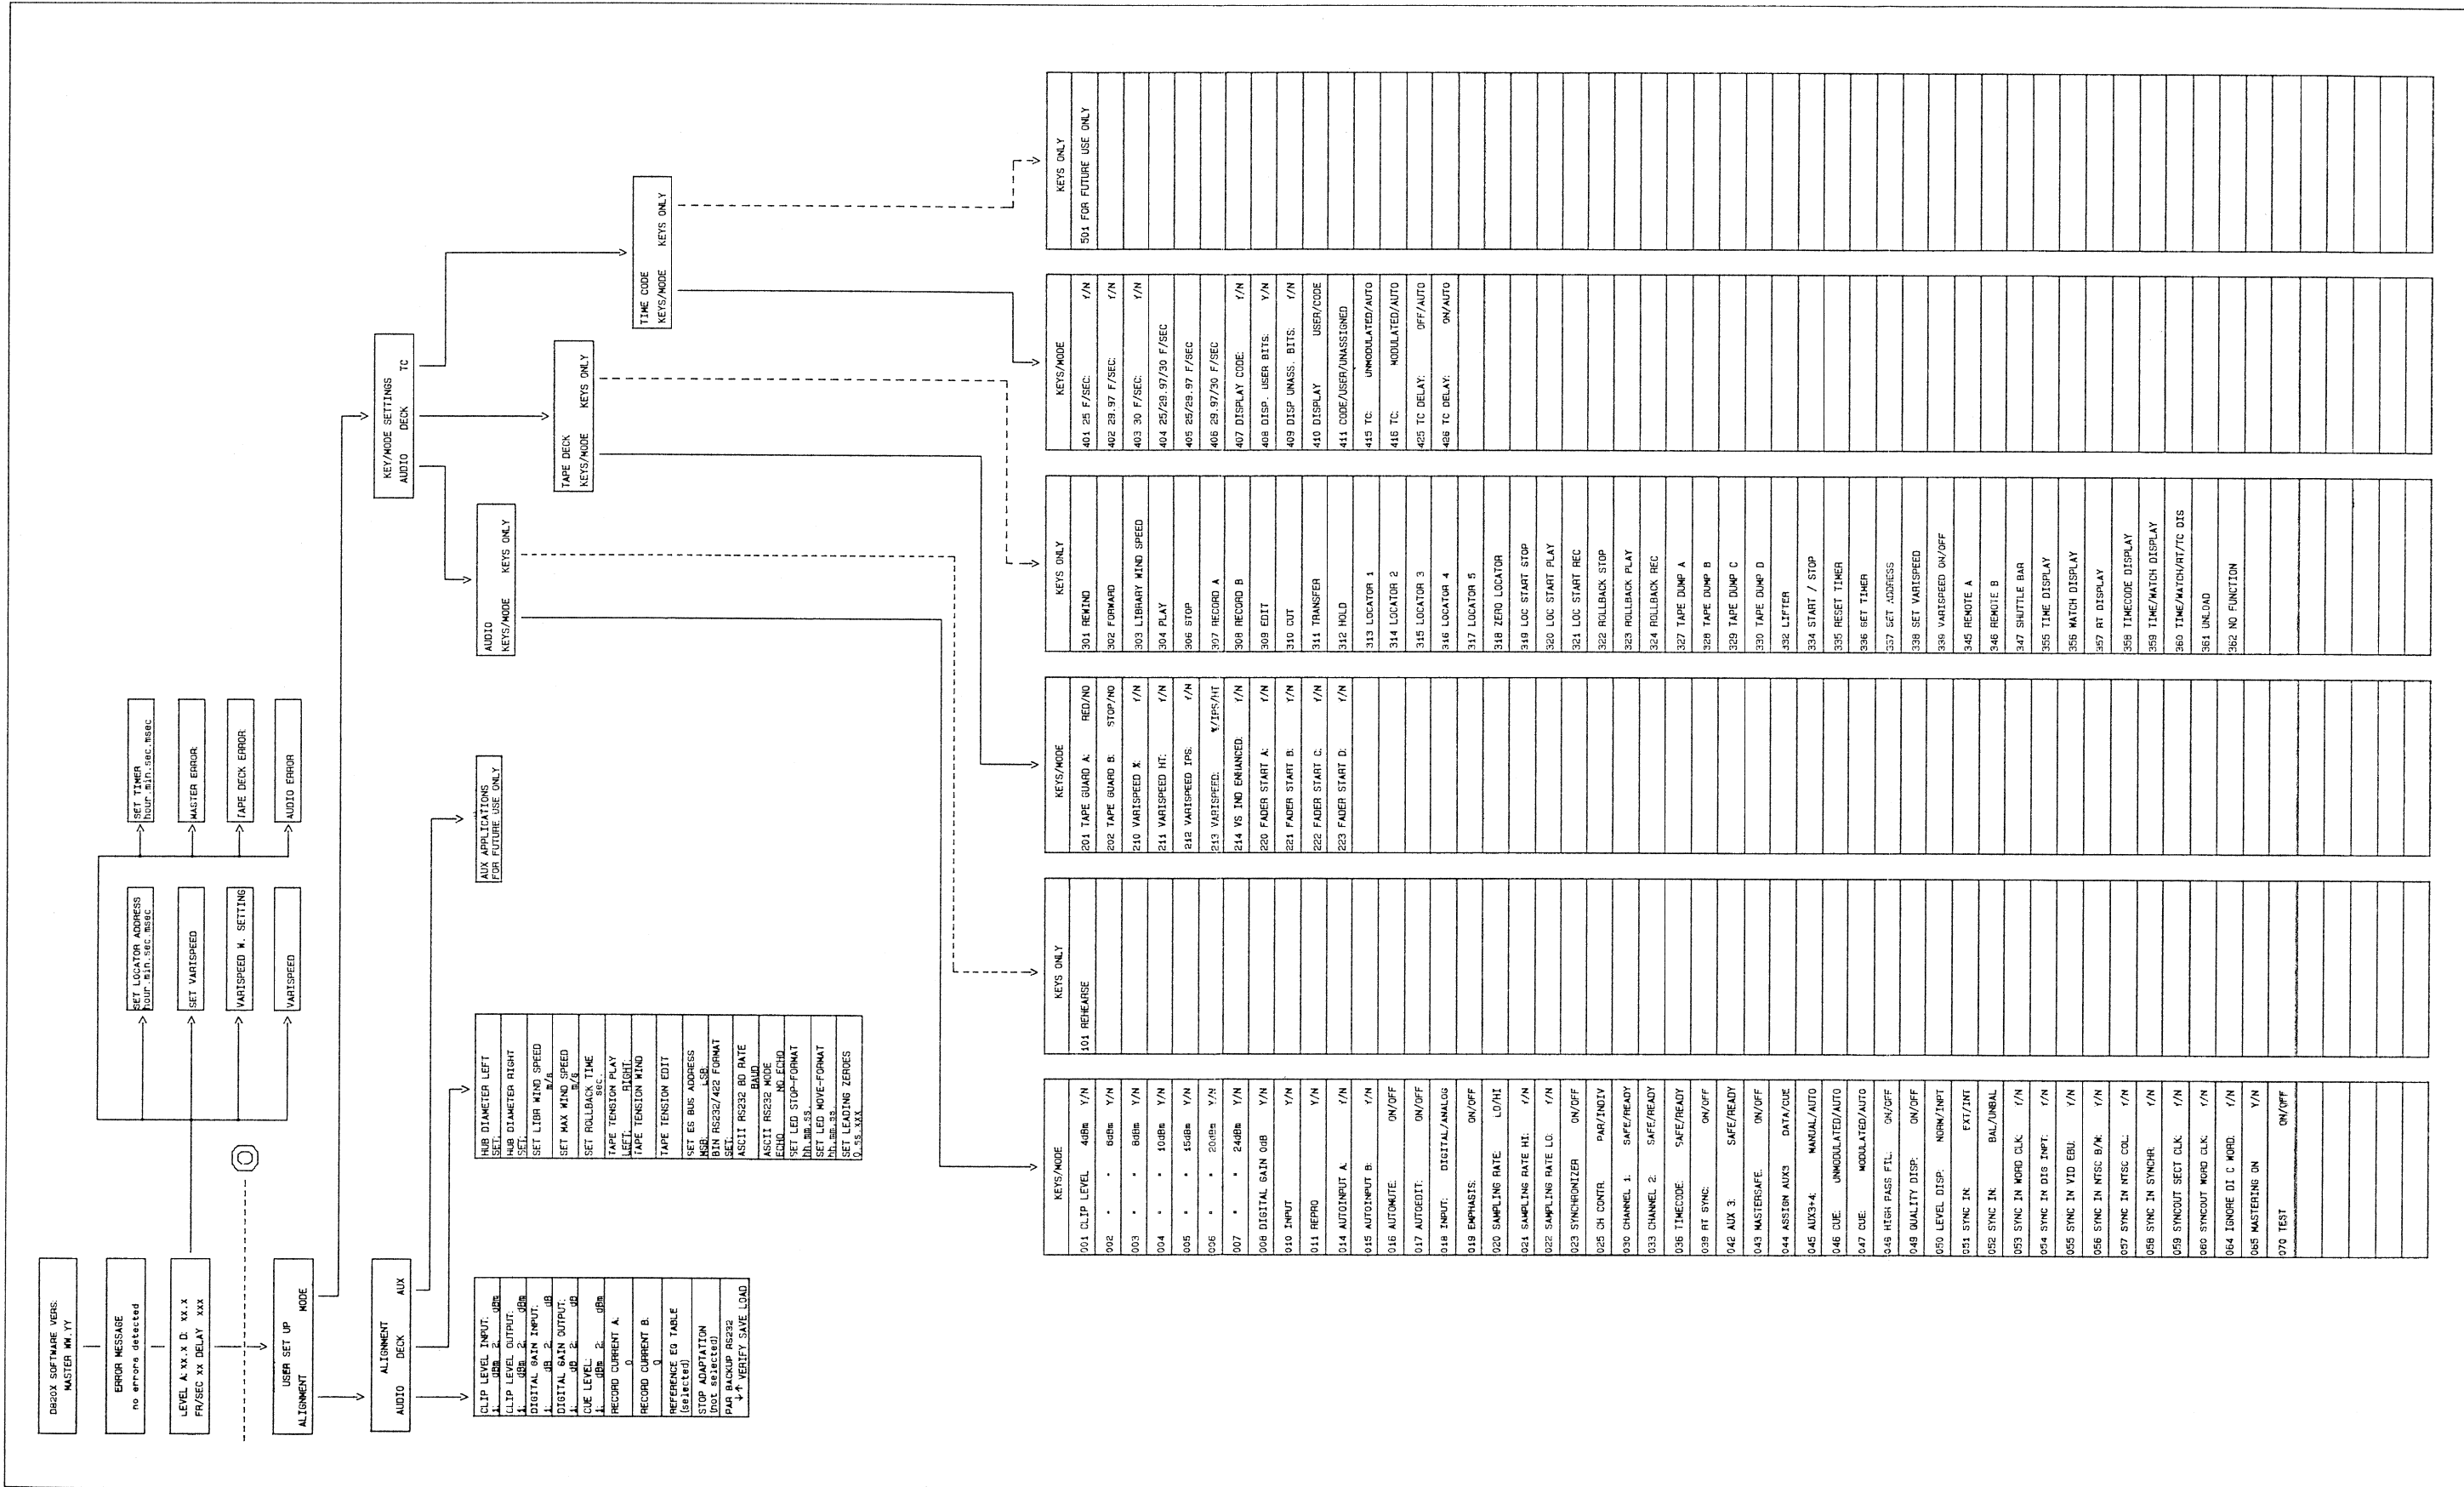 D820X SOFTWARE VERS:
MASTER WW.YY
ERROR MESSAGE
no errors detected
LEVEL A: XX.X D: XX.X
FR/SEC XX DELAY XXX
USER SET UP
ALIGNMENT MODE
ALIGNMENT
AUDIO DECK AUX
SET LOCATOR ADDRESS
hour.min.sec.msec
SET VARISPEED
VARISPEED W. SETTING
VARISPEED
SET TIMER
hour.min.sec.msec
MASTER ERROR
TAPE DECK ERROR
AUDIO ERROR
CLIP LEVEL INPUT:
1: dBm 2: dBm
CLIP LEVEL OUTPUT:
1: dBm 2: dBm
DIGITAL GAIN INPUT:
1: dB 2: dB
DIGITAL GAIN OUTPUT:
1: dB 2: dB
CUE LEVEL:
1: dBm 2: dBm
RECORD CURRENT A:
0
RECORD CURRENT B:
0
REFERENCE EQ TABLE
(selected)
STOP ADAPTATION
(not selected)
PAR BACKUP RS232
↓↑ VERIFY SAVE LOAD
HUB DIAMETER LEFT
SET:
HUB DIAMETER RIGHT
SET:
SET LIBR WIND SPEED
m/s
SET MAX WIND SPEED
m/s
SET ROLLBACK TIME
sec.
TAPE TENSION PLAY
LEFT: RIGHT:
TAPE TENSION WIND
TAPE TENSION EDIT
SET ES BUS ADDRESS
MSB: LSB:
BIN RS232/422 FORMAT
SET:
ASCII RS232 BD RATE
BAUD
ASCII RS232 MODE
ECHO NO ECHO
SET LED STOP-FORMAT
hh.mm.ss.
SET LED MOVE-FORMAT
hh.mm.ss.
SET LEADING ZEROES
0.ss.xx
AUX APPLICATIONS
FOR FUTURE USE ONLY
KEY/MODE SETTINGS
AUDIO DECK TC
AUDIO
KEYS/MODE KEYS ONLY
TAPE DECK
KEYS/MODE KEYS ONLY
TIME CODE
KEYS/MODE KEYS ONLY
KEYS/MODE
001 CLIP LEVEL 4dBm Y/N
002 " " 6dBm Y/N
003 " " 8dBm Y/N
004 " " 10dBm Y/N
005 " " 15dBm Y/N
006 " " 20dBm Y/N
007 " " 24dBm Y/N
008 DIGITAL GAIN 0dB Y/N
010 INPUT Y/N
011 REPRO Y/N
014 AUTOINPUT A: Y/N
015 AUTOINPUT B: Y/N
016 AUTOMUTE: ON/OFF
017 AUTOEDIT: ON/OFF
018 INPUT: DIGITAL/ANALOG
019 EMPHASIS: ON/OFF
020 SAMPLING RATE: LO/HI
021 SAMPLING RATE HI: Y/N
022 SAMPLING RATE LO: Y/N
023 SYNCHRONIZER ON/OFF
025 CH CONTR. PAR/INDIV
030 CHANNEL 1: SAFE/READY
033 CHANNEL 2: SAFE/READY
036 TIMECODE: SAFE/READY
039 RT SYNC: ON/OFF
042 AUX 3: SAFE/READY
043 MASTERSAFE: ON/OFF
044 ASSIGN AUX3 DATA/CUE
045 AUX3+4: MANUAL/AUTO
046 CUE: UNMODULATED/AUTO
047 CUE: MODULATED/AUTO
048 HIGH PASS FIL: ON/OFF
049 QUALITY DISP: ON/OFF
050 LEVEL DISP: NORM/INPT
051 SYNC IN: EXT/INT
052 SYNC IN: BAL/UNBAL
053 SYNC IN WORD CLK: Y/N
054 SYNC IN DIG INPT: Y/N
055 SYNC IN VID EBU: Y/N
056 SYNC IN NTSC B/W: Y/N
057 SYNC IN NTSC COL: Y/N
058 SYNC IN SYNCHR: Y/N
059 SYNCOUT SECT CLK: Y/N
060 SYNCOUT WORD CLK: Y/N
064 IGNORE DI C WORD: Y/N
065 MASTERING ON Y/N
070 TEST ON/OFF
KEYS ONLY
101 REHEARSE
KEYS/MODE
201 TAPE GUARD A: RED/NO
202 TAPE GUARD B: STOP/NO
210 VARISPEED %: Y/N
211 VARISPEED HT: Y/N
212 VARISPEED IPS: Y/N
213 VARISPEED: %/IPS/HT
214 VS IND ENHANCED: Y/N
220 FADER START A: Y/N
221 FADER START B: Y/N
222 FADER START C: Y/N
223 FADER START D: Y/N
KEYS ONLY
301 REWIND
302 FORWARD
303 LIBRARY WIND SPEED
304 PLAY
306 STOP
307 RECORD A
308 RECORD B
309 EDIT
310 CUT
311 TRANSFER
312 HOLD
313 LOCATOR 1
314 LOCATOR 2
315 LOCATOR 3
316 LOCATOR 4
317 LOCATOR 5
318 ZERO LOCATOR
319 LOC START STOP
320 LOC START PLAY
321 LOC START REC
322 ROLLBACK STOP
323 ROLLBACK PLAY
324 ROLLBACK REC
327 TAPE DUMP A
328 TAPE DUMP B
329 TAPE DUMP C
330 TAPE DUMP D
332 LIFTER
334 START / STOP
335 RESET TIMER
336 SET TIMER
337 SET ADDRESS
338 SET VARISPEED
339 VARISPEED ON/OFF
345 REMOTE A
346 REMOTE B
347 SHUTTLE BAR
355 TIME DISPLAY
356 WATCH DISPLAY
357 RT DISPLAY
358 TIMECODE DISPLAY
359 TIME/WATCH DISPLAY
360 TIME/WATCH/RT/TC DIS
361 UNLOAD
362 NO FUNCTION
KEYS/MODE
401 25 F/SEC: Y/N
402 29.97 F/SEC: Y/N
403 30 F/SEC: Y/N
404 25/29.97/30 F/SEC
405 25/29.97 F/SEC
406 29.97/30 F/SEC
407 DISPLAY CODE: Y/N
408 DISP. USER BITS: Y/N
409 DISP UNASS. BITS: Y/N
410 DISPLAY USER/CODE
411 CODE/USER/UNASSIGNED
415 TC: UNMODULATED/AUTO
416 TC: MODULATED/AUTO
425 TC DELAY: OFF/AUTO
426 TC DELAY: ON/AUTO
KEYS ONLY
501 FOR FUTURE USE ONLY